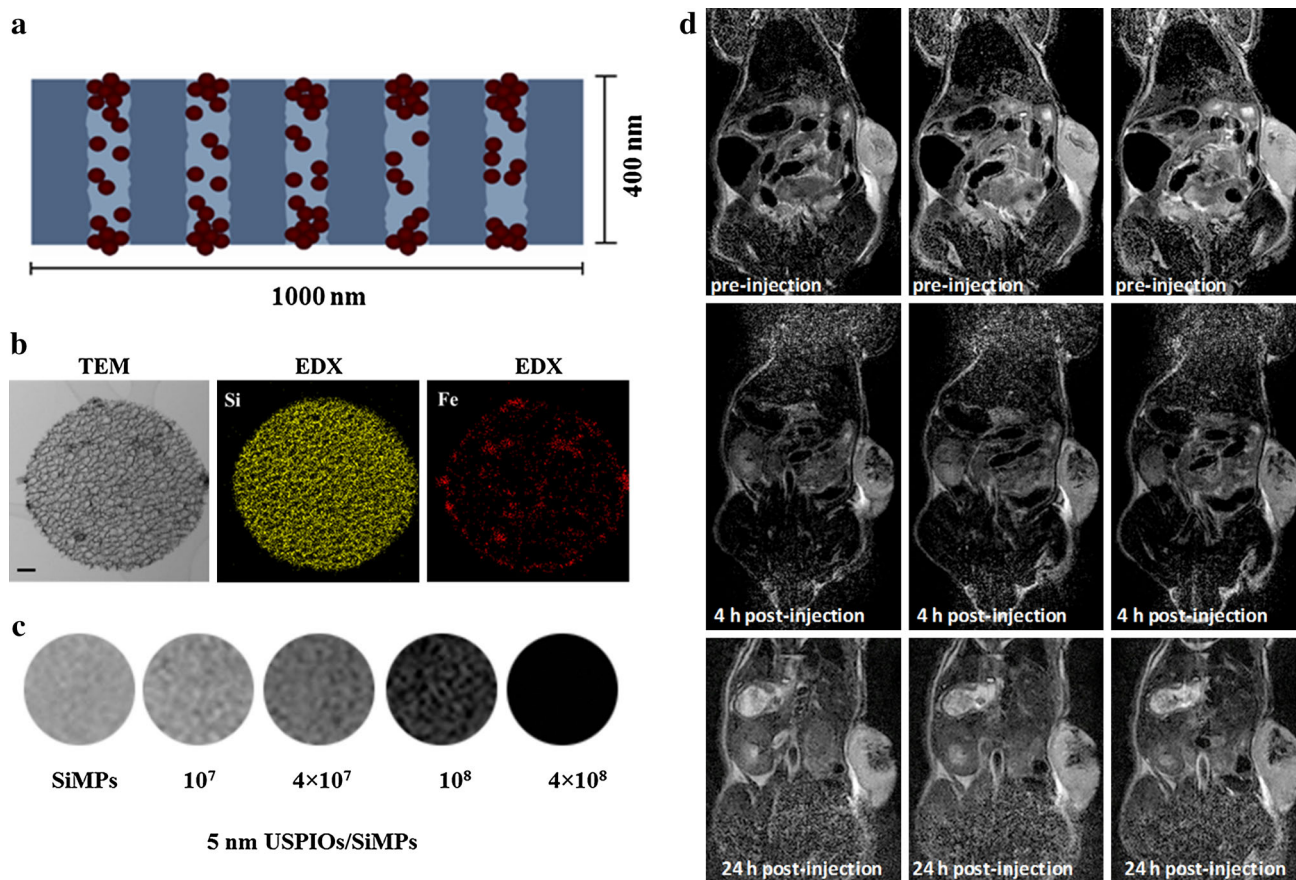 a
400 nm
1000 nm
b
TEM EDX EDX
Si Fe
c
SiMPs 10⁷ 4×10⁷ 10⁸ 4×10⁸
5 nm USPIOs/SiMPs
d
pre-injection pre-injection pre-injection
4 h post-injection 4 h post-injection 4 h post-injection
24 h post-injection 24 h post-injection 24 h post-injection